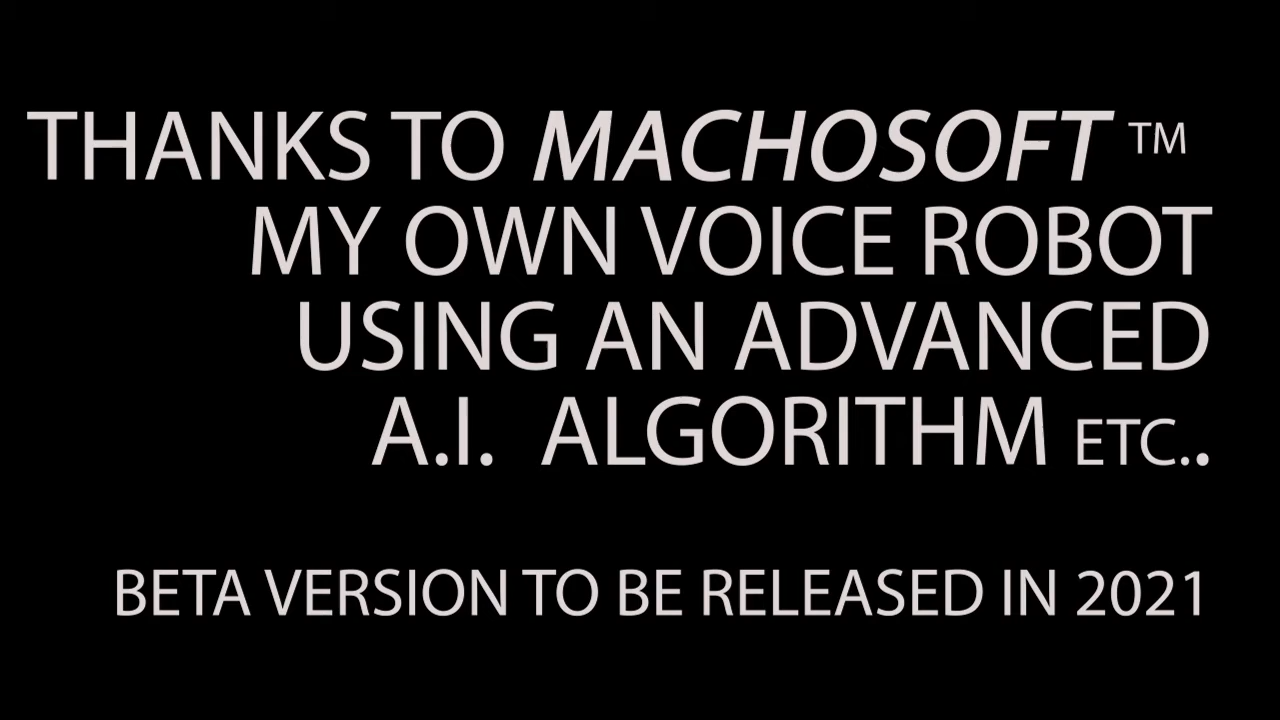 THANKS TO MACHOSOFT ™
MY OWN VOICE ROBOT
USING AN ADVANCED
A.I. ALGORITHM ETC..
BETA VERSION TO BE RELEASED IN 2021